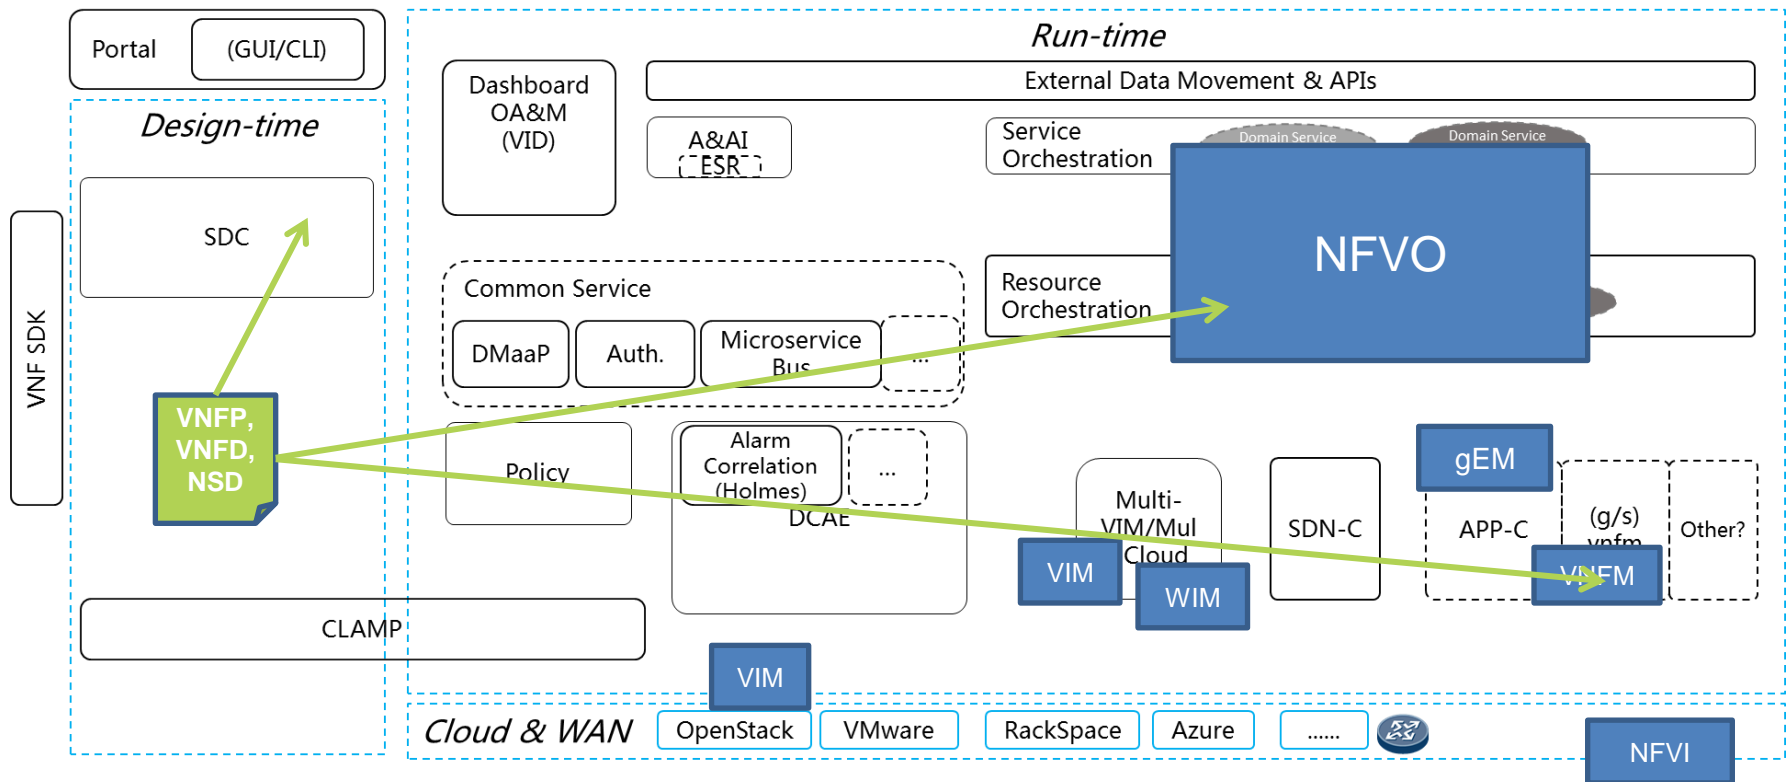 Portal
(GUI/CLI)
Run-time
Dashboard
OA&M
(VID)
External Data Movement & APIs
Design-time
A&AI
ESR
Service
Orchestration
Domain Service
Domain Service
SDC
NFVO
VNF SDK
Common Service
Resource
Orchestration
DMaaP
Auth.
Microservice
Bus
...
VNFP,
VNFD,
NSD
Policy
Alarm
Correlation
(Holmes)
...
DCAE
Multi-
VIM/Mul
Cloud
VIM
WIM
SDN-C
gEM
APP-C
(g/s)
vnfm
VNFM
Other?
CLAMP
VIM
Cloud & WAN
OpenStack
VMware
RackSpace
Azure
......
NFVI